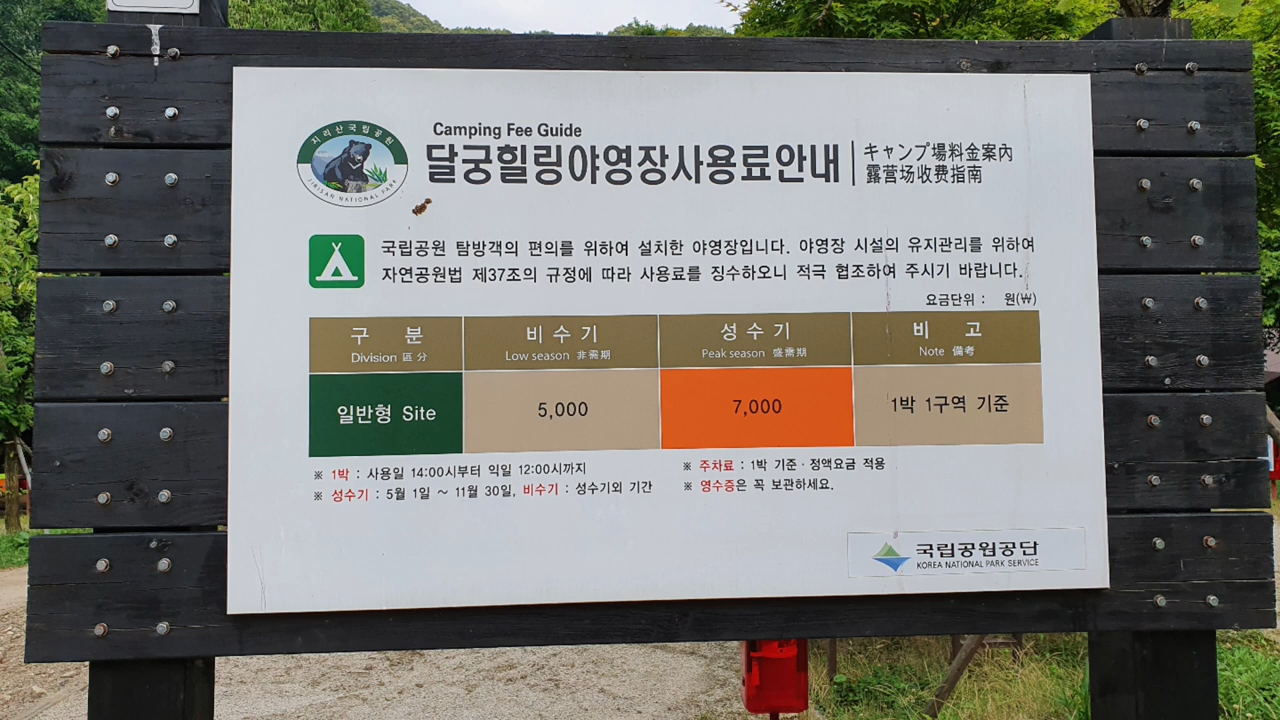 지리산국립공원
JIRISAN NATIONAL PARK
Camping Fee Guide
달궁힐링야영장사용료안내
キャンプ場料金案內
露营场收费指南
국립공원 탐방객의 편의를 위하여 설치한 야영장입니다. 야영장 시설의 유지관리를 위하여
자연공원법 제37조의 규정에 따라 사용료를 징수하오니 적극 협조하여 주시기 바랍니다.
요금단위 : 원(₩)
구 분 비수기 성수기 비 고
Division 區分 Low season 非需期 Peak season 盛需期 Note 備考
일반형 Site 5,000 7,000 1박 1구역 기준
※ 1박 : 사용일 14:00시부터 익일 12:00시까지 ※ 주차료 : 1박 기준·정액요금 적용
※ 성수기 : 5월 1일 ~ 11월 30일, 비수기 : 성수기외 기간 ※ 영수증은 꼭 보관하세요.
국립공원공단
KOREA NATIONAL PARK SERVICE